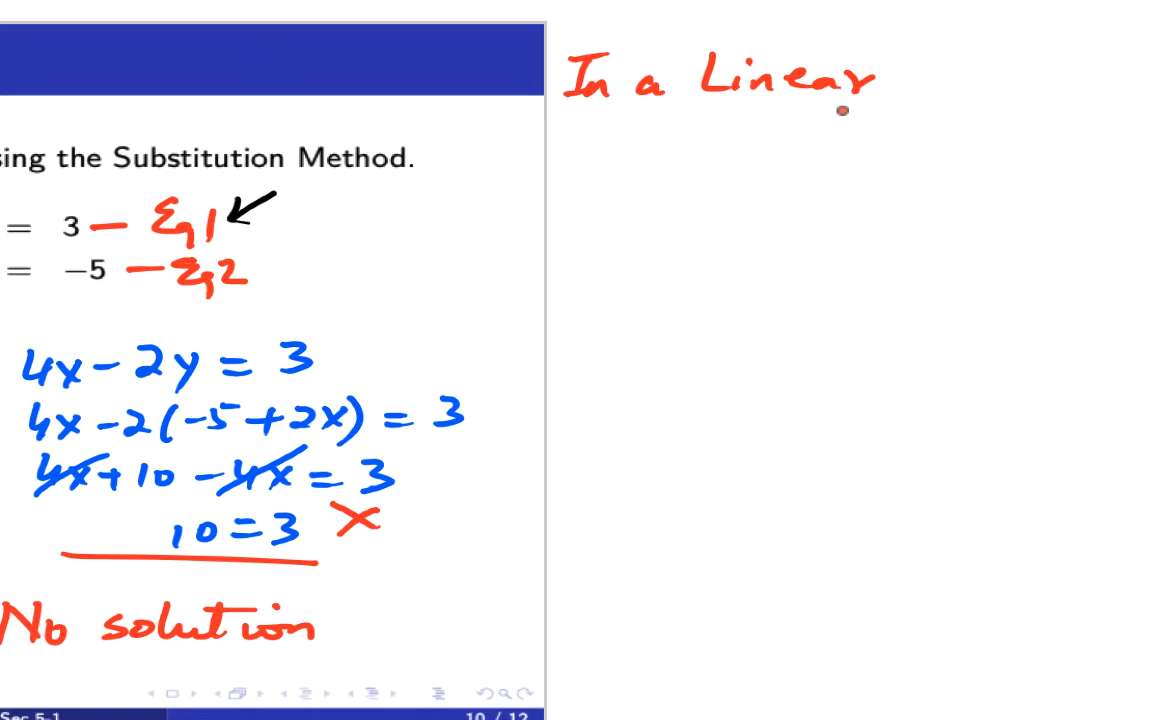 In a Linear
sing the Substitution Method.
= 3 — Eq1
= −5 — Eq2
4x − 2y = 3
4x − 2(−5 + 2x) = 3
4x + 10 − 4x = 3
10 = 3 X
No solution
Sec 5-1
10 / 12